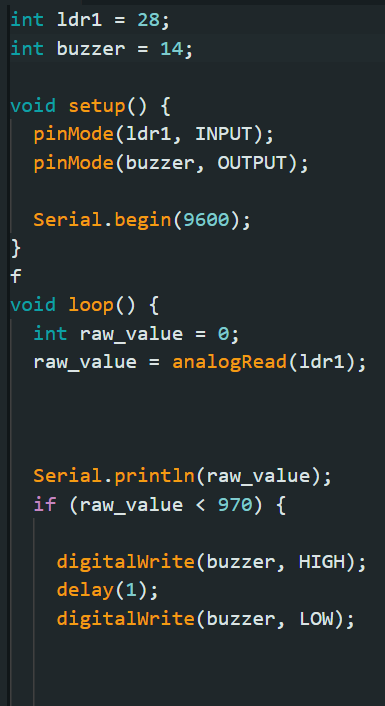 int ldr1 = 28;
int buzzer = 14;
void setup() {
pinMode(ldr1, INPUT);
pinMode(buzzer, OUTPUT);
Serial.begin(9600);
}
f
void loop() {
int raw_value = 0;
raw_value = analogRead(ldr1);
Serial.println(raw_value);
if (raw_value < 970) {
digitalWrite(buzzer, HIGH);
delay(1);
digitalWrite(buzzer, LOW);